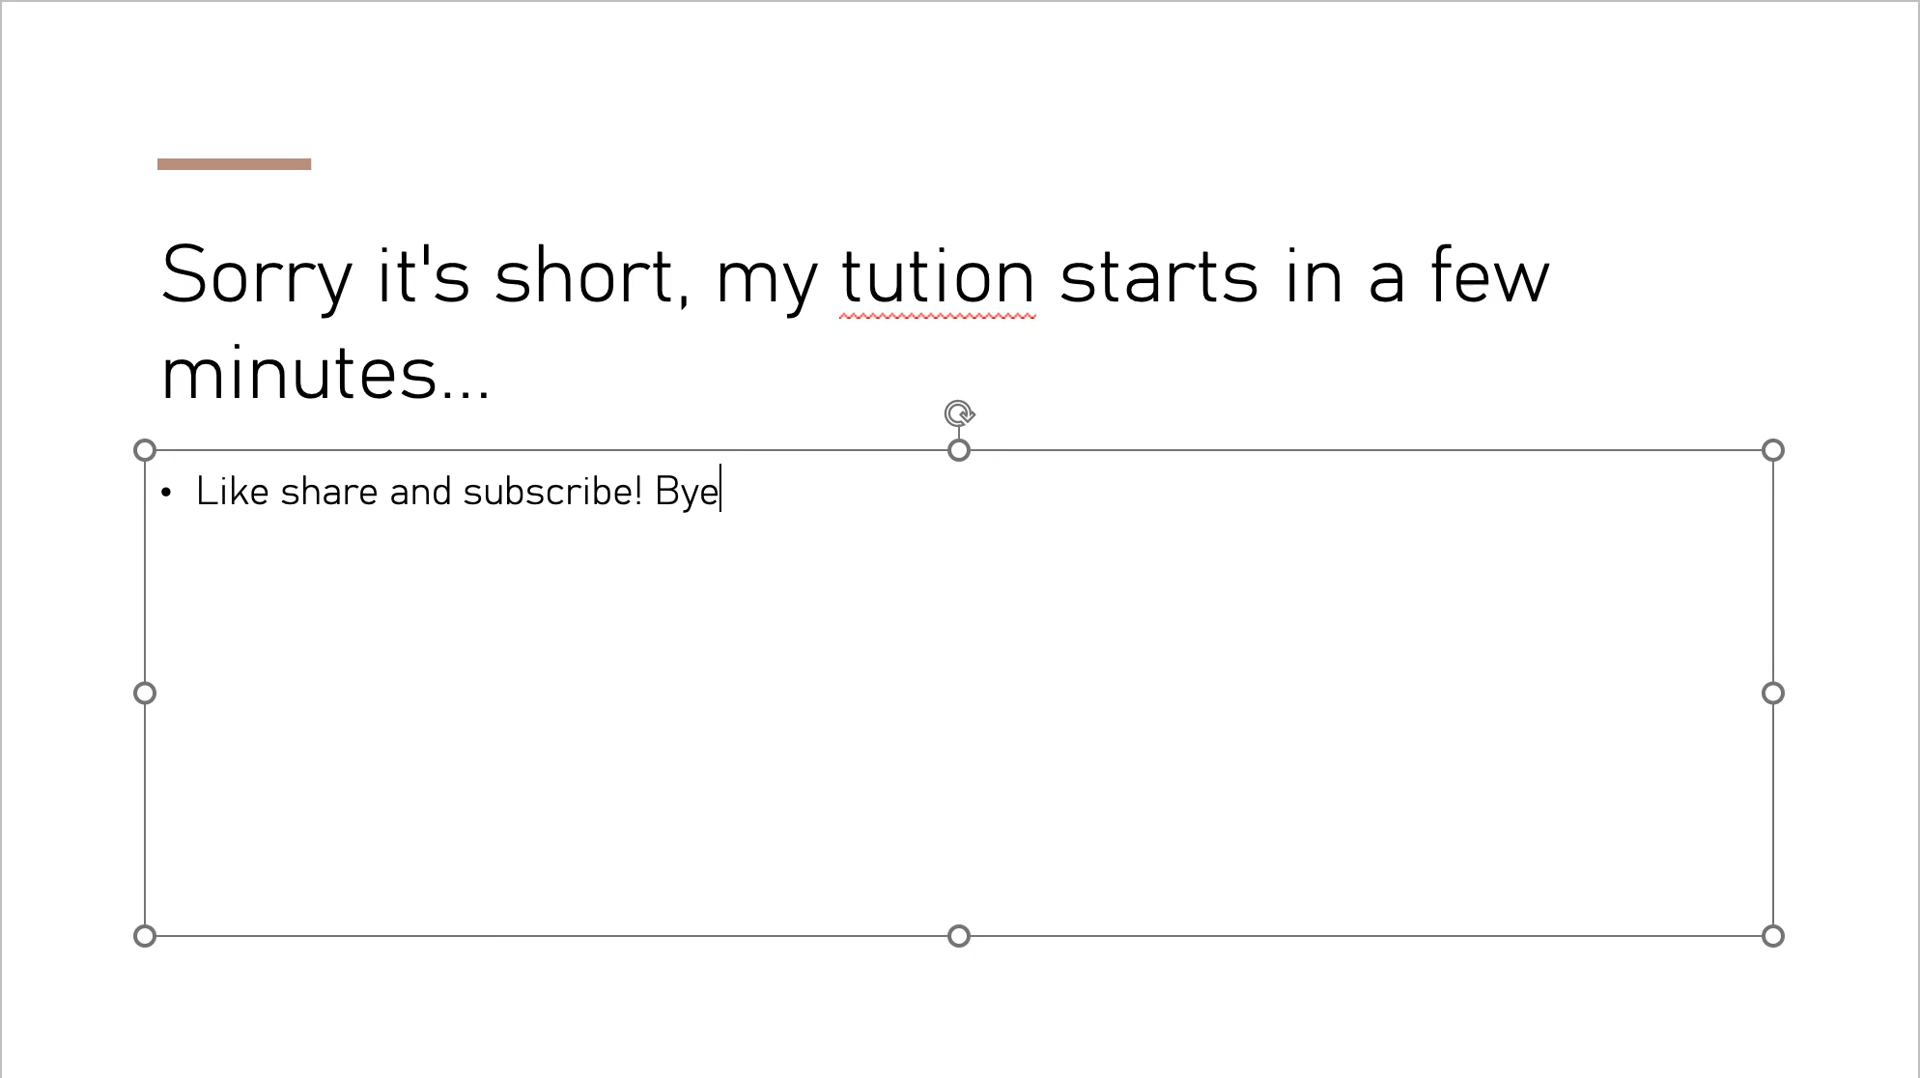 Sorry it's short, my tution starts in a few
minutes...
• Like share and subscribe! Bye